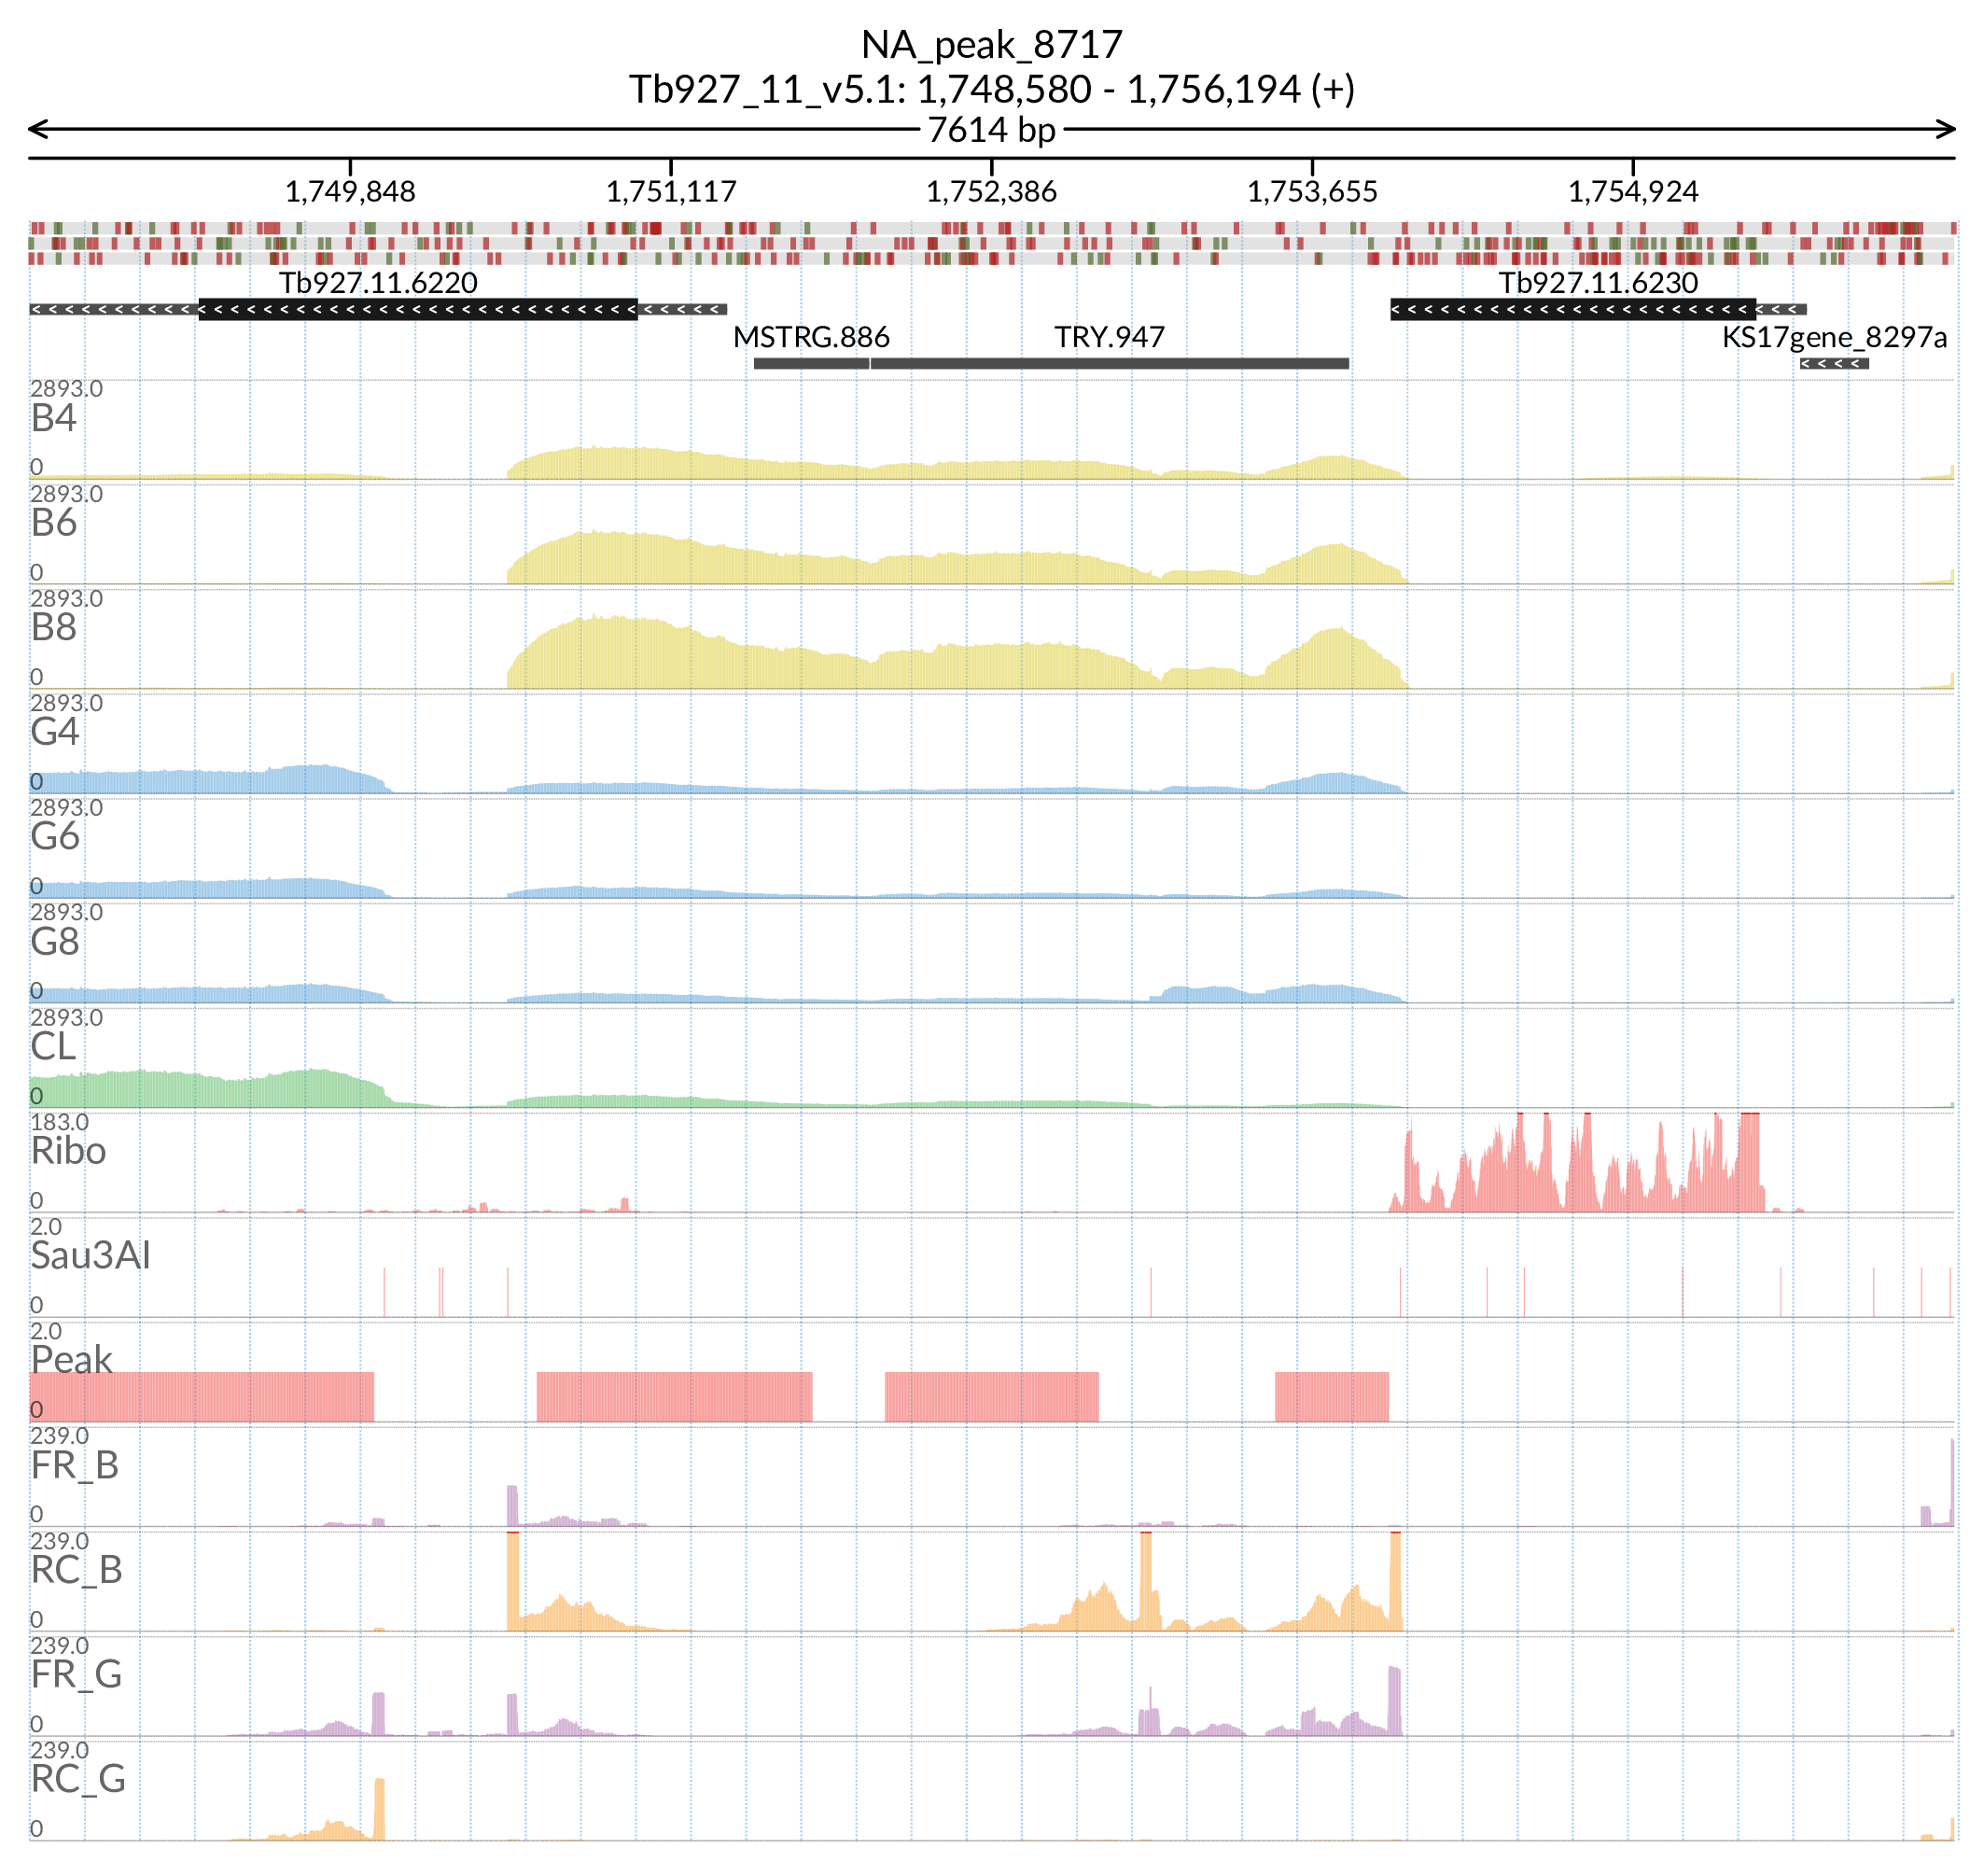 NA_peak_8717
Tb927_11_v5.1: 1,748,580 - 1,756,194 (+)
7614 bp
1,749,848 1,751,117 1,752,386 1,753,655 1,754,924
Tb927.11.6220 Tb927.11.6230
MSTRG.886 TRY.947 KS17gene_8297a
2893.0
B4
0
2893.0
B6
0
2893.0
B8
0
2893.0
G4
0
2893.0
G6
0
2893.0
G8
0
2893.0
CL
0
183.0
Ribo
0
2.0
Sau3AI
0
2.0
Peak
0
239.0
FR_B
0
239.0
RC_B
0
239.0
FR_G
0
239.0
RC_G
0